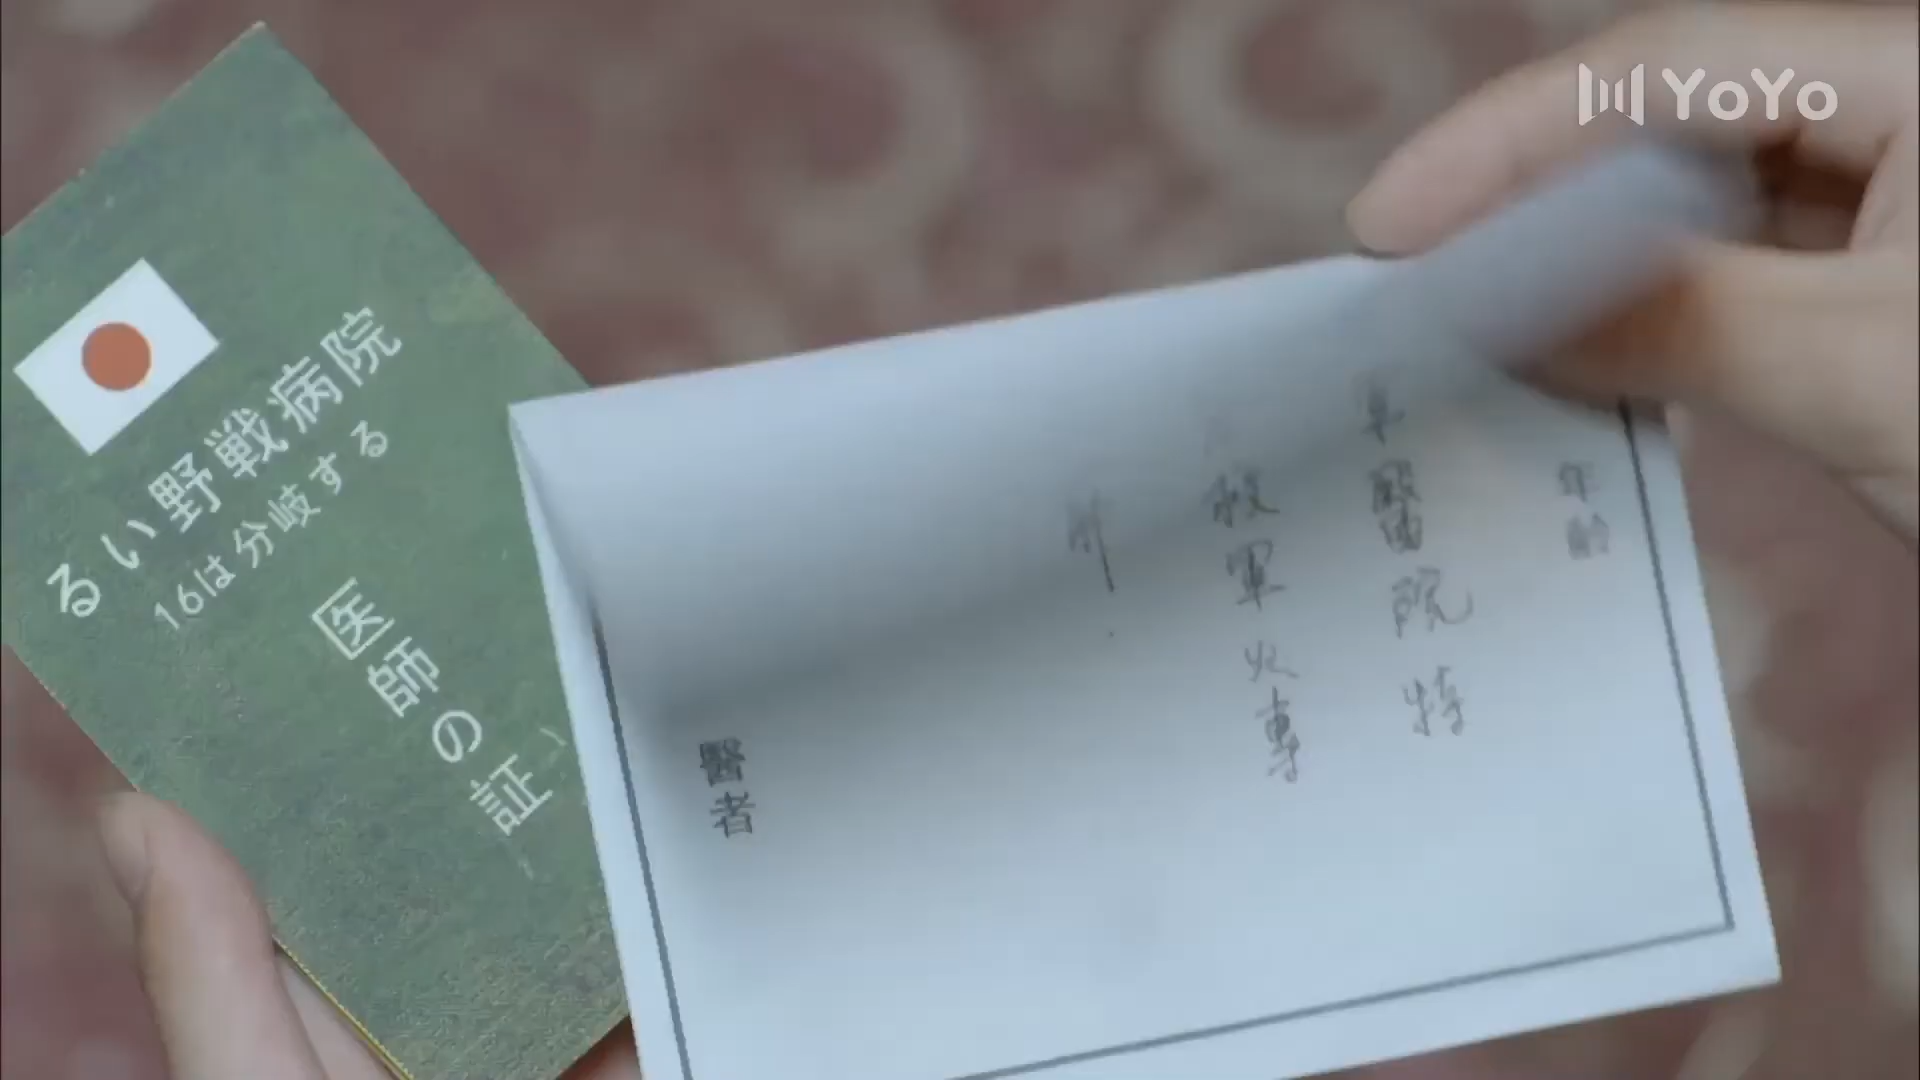 YoYo
るい野戦病院
16は分岐する
医師の証
年齢
軍醫院特
救軍火專
醫者